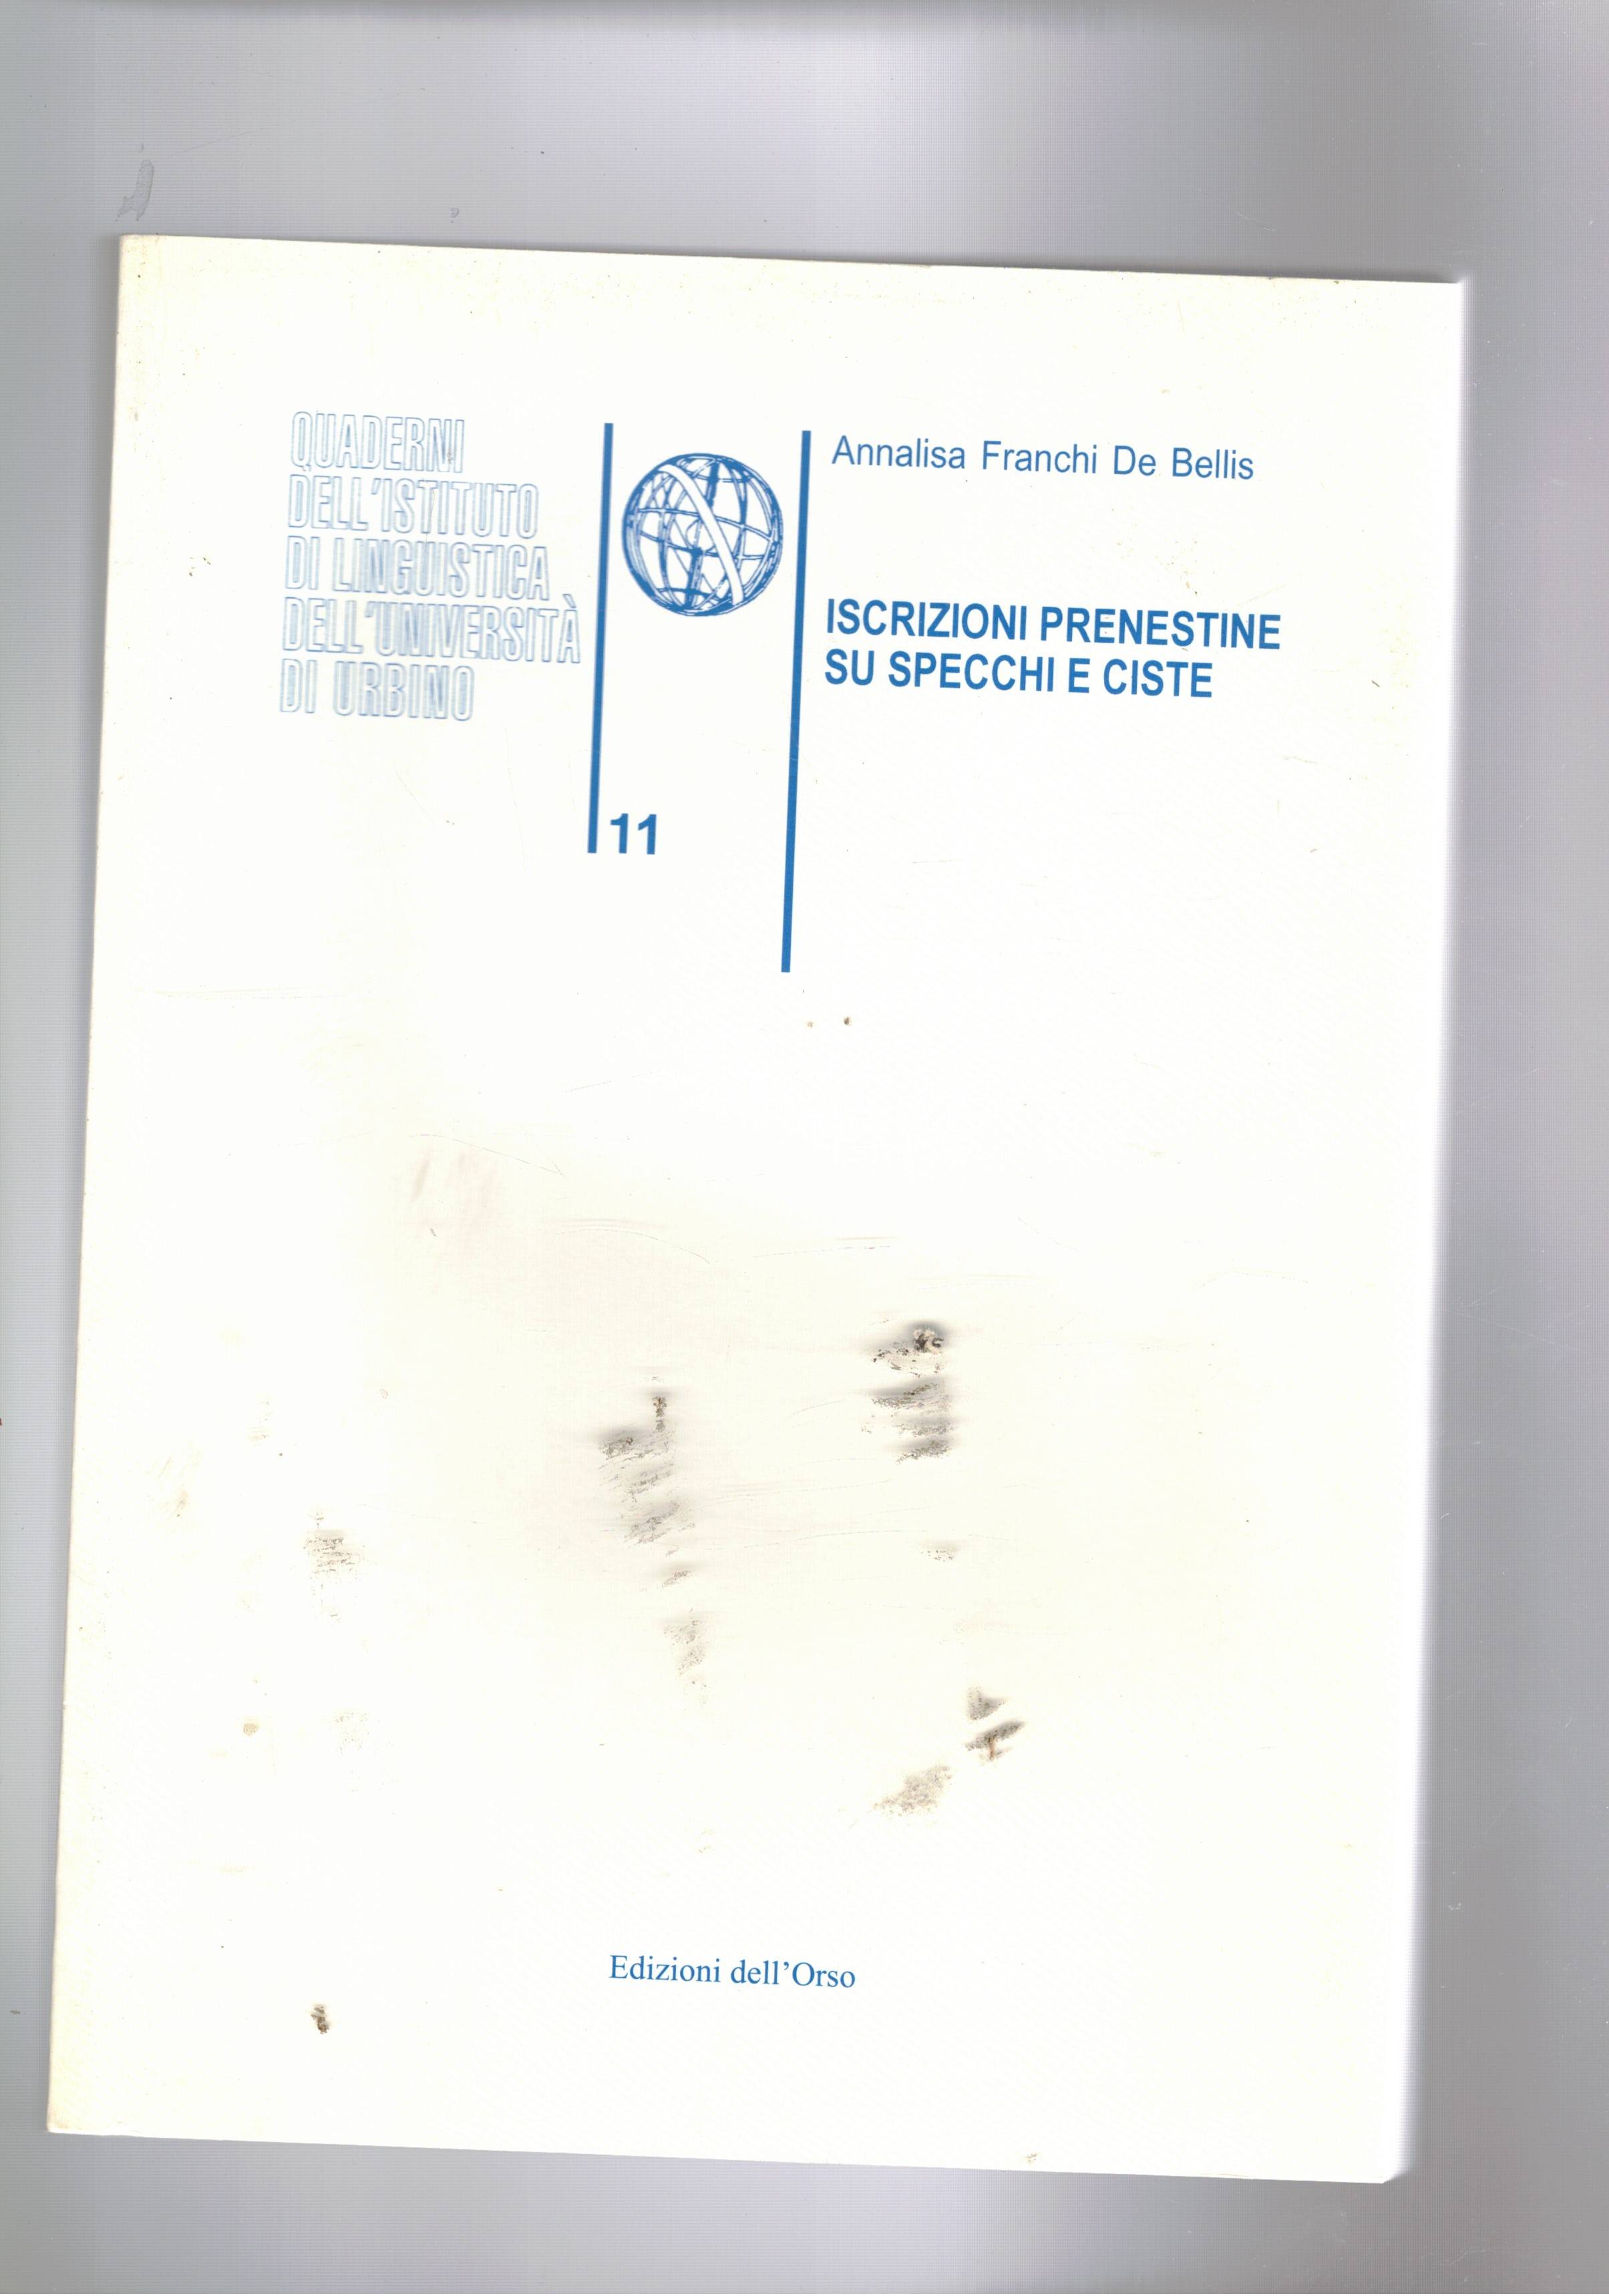 QUADERNI
DELL'ISTITUTO
DI LINGUISTICA
DELL'UNIVERSITÀ
DI URBINO
11
Annalisa Franchi De Bellis
ISCRIZIONI PRENESTINE
SU SPECCHI E CISTE
Edizioni dell'Orso